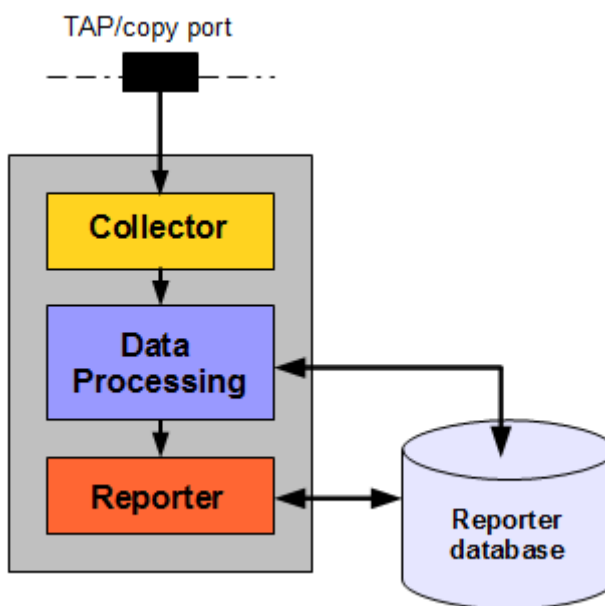 TAP/copy port
Collector
Data
Processing
Reporter
Reporter
database